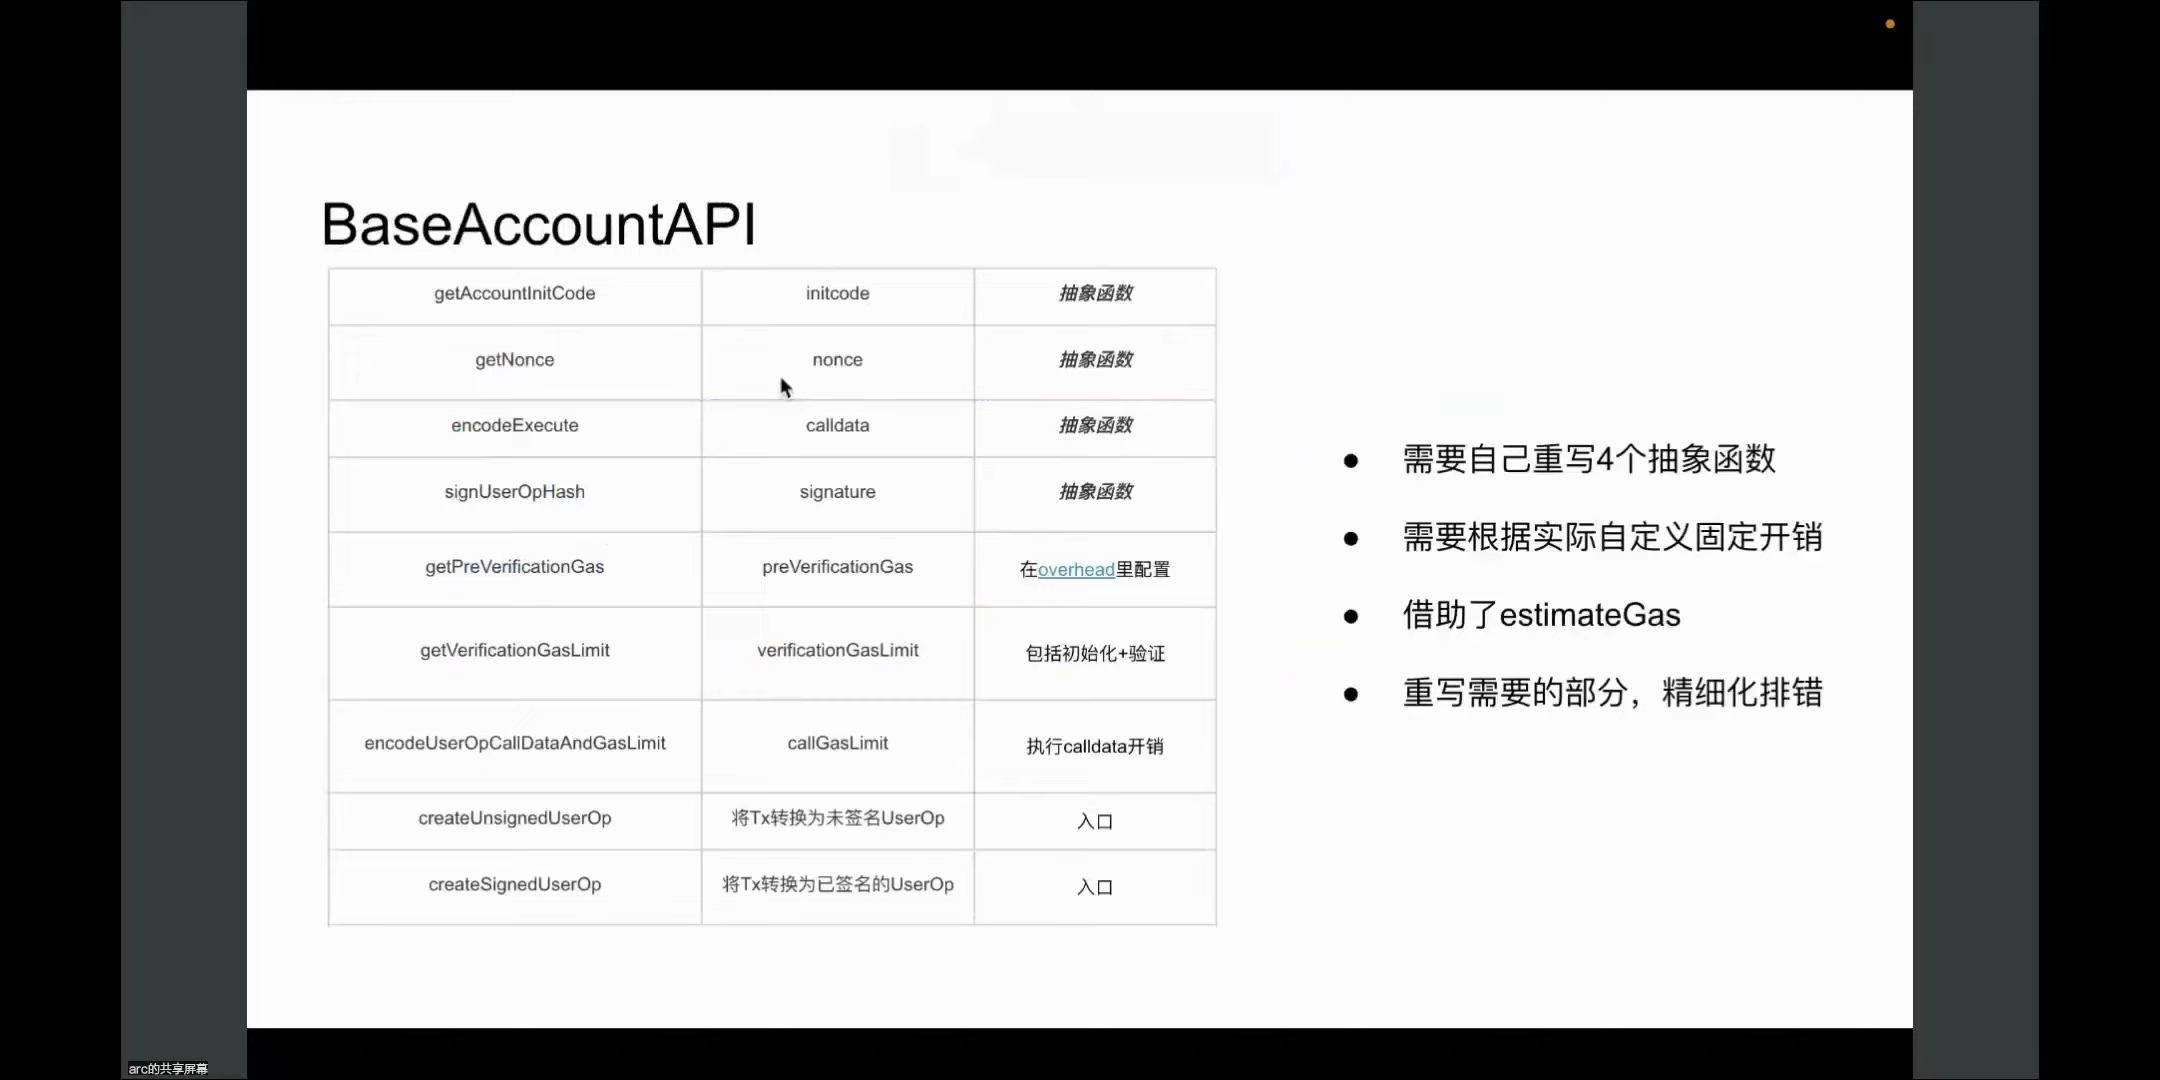 BaseAccountAPI
getAccountInitCode initcode 抽象函数
getNonce nonce 抽象函数
encodeExecute calldata 抽象函数
signUserOpHash signature 抽象函数
getPreVerificationGas preVerificationGas 在overhead里配置
getVerificationGasLimit verificationGasLimit 包括初始化+验证
encodeUserOpCallDataAndGasLimit callGasLimit 执行calldata开销
createUnsignedUserOp 将Tx转换为未签名UserOp 入口
createSignedUserOp 将Tx转换为已签名的UserOp 入口
● 需要自己重写4个抽象函数
● 需要根据实际自定义固定开销
● 借助了estimateGas
● 重写需要的部分，精细化排错
arc的共享屏幕